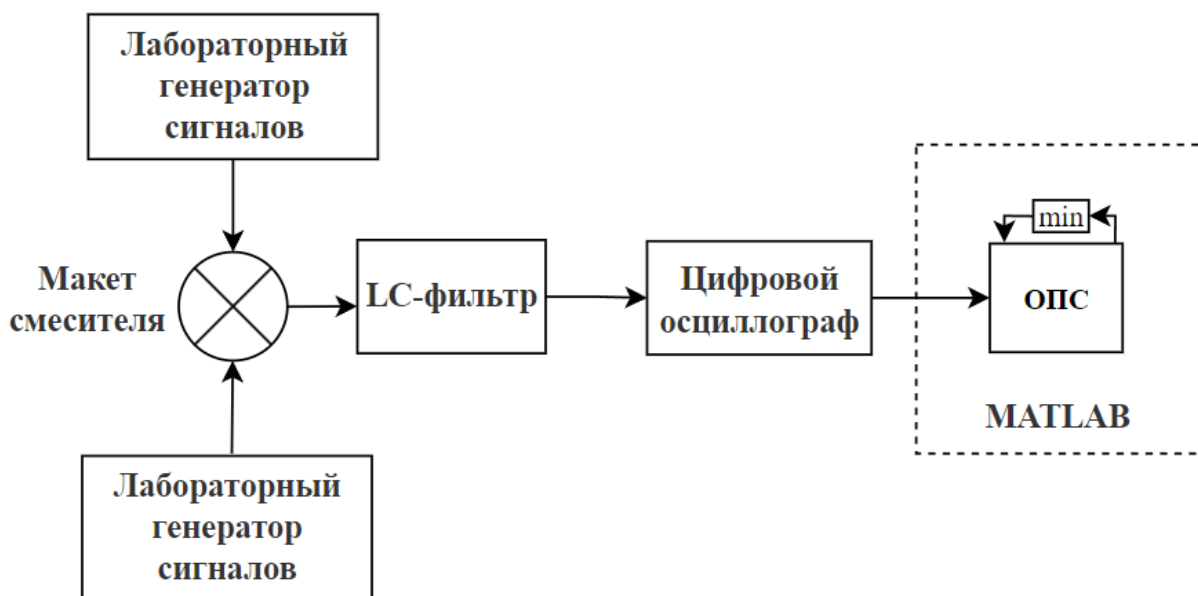 Лабораторный
генератор
сигналов
Макет
смесителя
LC-фильтр
Цифровой
осциллограф
min
ОПС
MATLAB
Лабораторный
генератор
сигналов